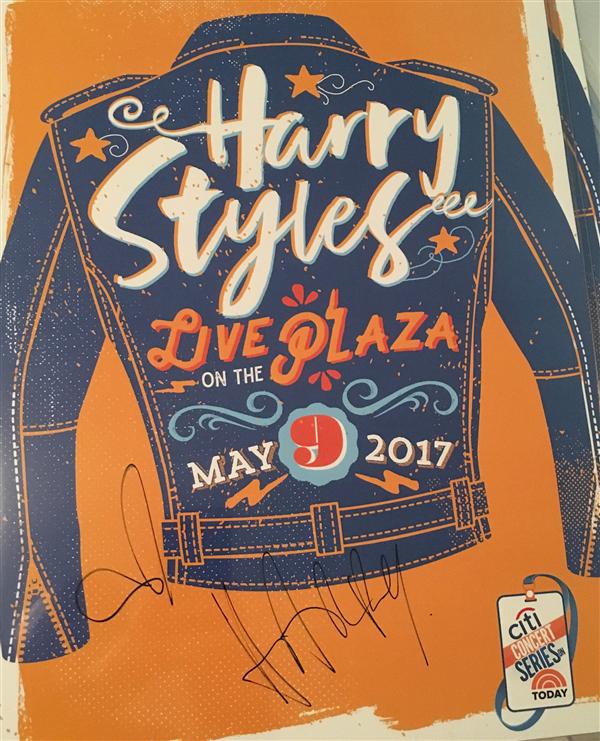 Harry
Styles
LIVE ON THE PLAZA
MAY 9 2017
citi
CONCERT
SERIES ON
TODAY